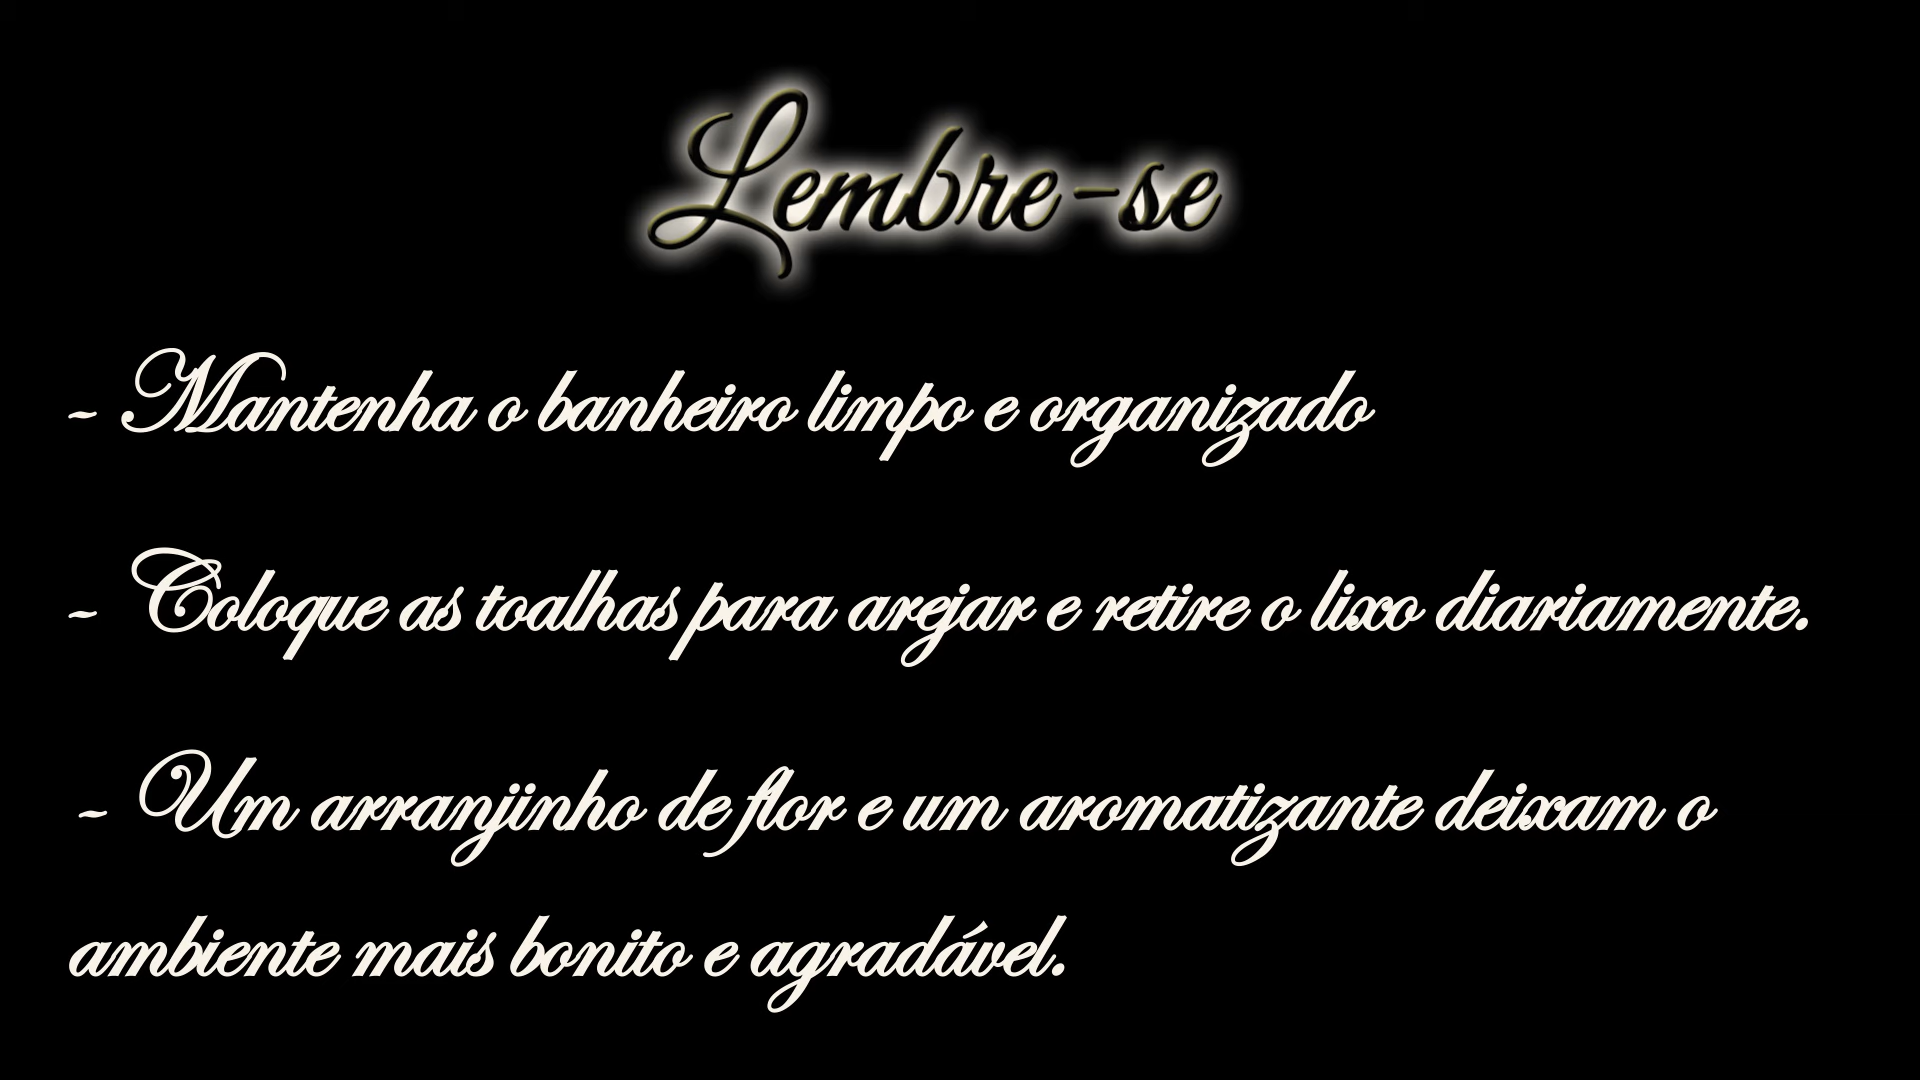 Lembre-se
- Mantenha o banheiro limpo e organizado
- Coloque as toalhas para arejar e retire o lixo diariamente.
- Um arranjinho de flor e um aromatizante deixam o
ambiente mais bonito e agradável.